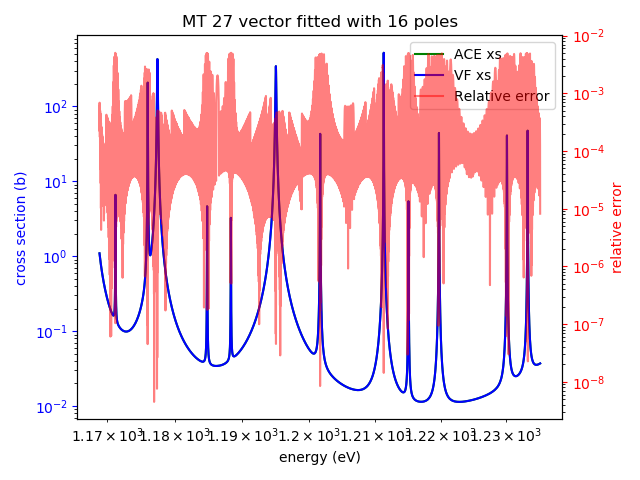 MT 27 vector fitted with 16 poles
ACE xs
VF xs
Relative error
cross section (b)
10²
10¹
10⁰
10⁻¹
10⁻²
relative error
10⁻²
10⁻³
10⁻⁴
10⁻⁵
10⁻⁶
10⁻⁷
10⁻⁸
1.17 × 10³ 1.18 × 10³ 1.19 × 10³ 1.2 × 10³ 1.21 × 10³ 1.22 × 10³ 1.23 × 10³
energy (eV)